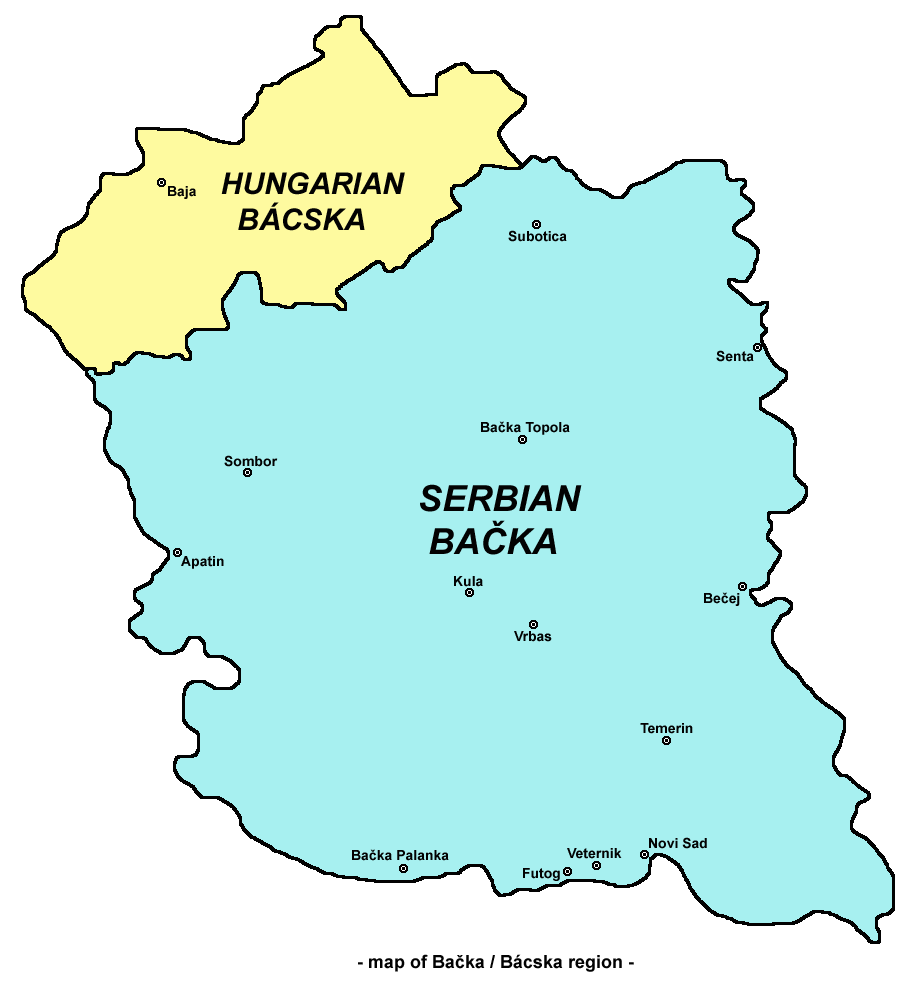 HUNGARIAN
BÁCSKA
Baja
Subotica
Senta
Bačka Topola
Sombor
SERBIAN
BAČKA
Apatin
Kula
Bečej
Vrbas
Temerin
Novi Sad
Bačka Palanka
Veternik
Futog
- map of Bačka / Bácska region -